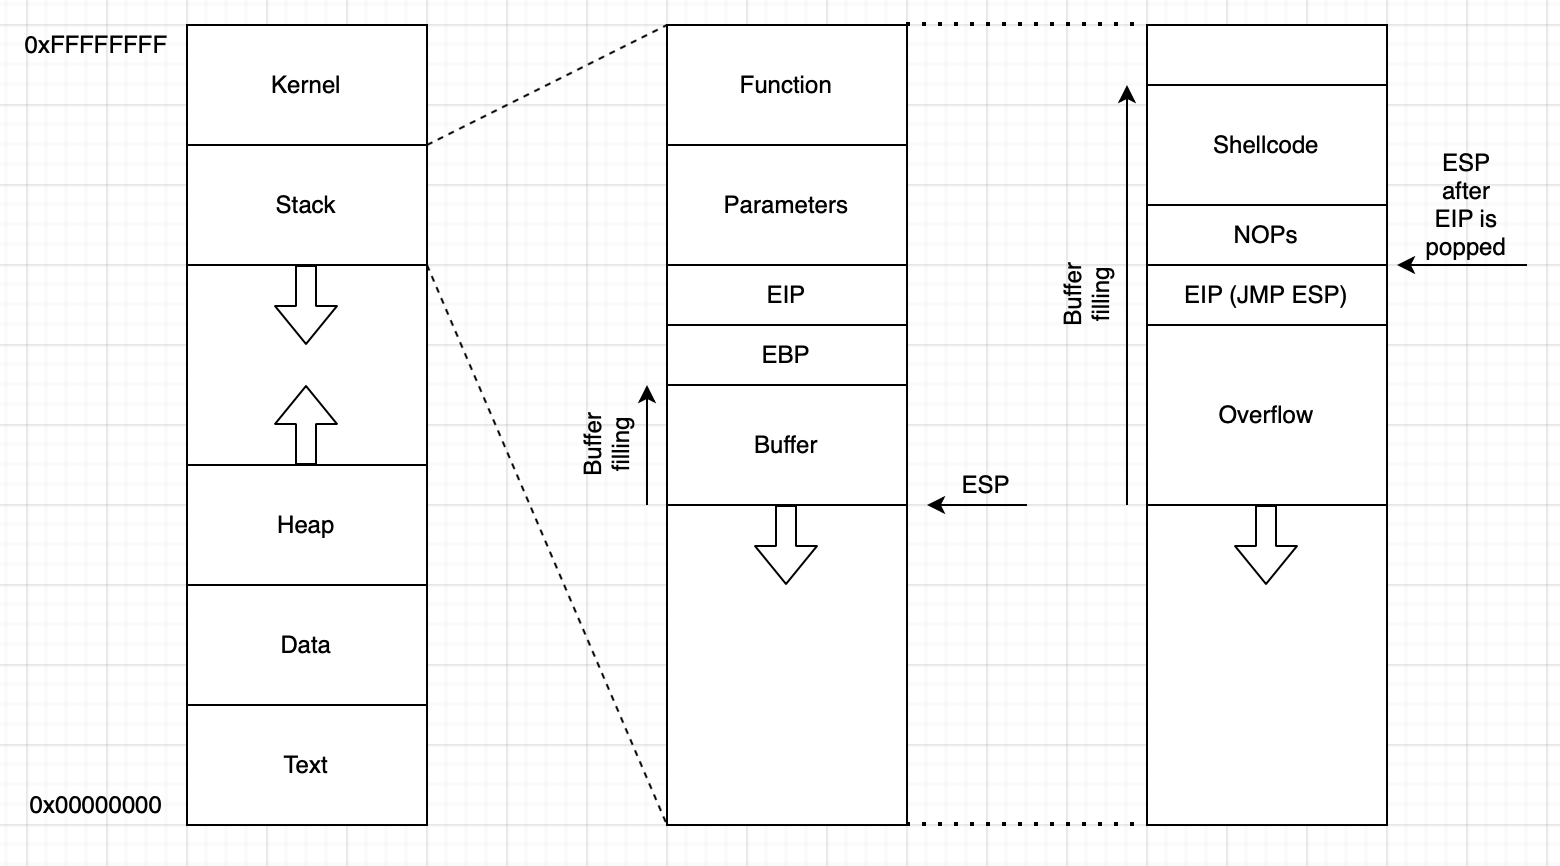 0xFFFFFFFF
Kernel
Stack
Heap
Data
Text
0x00000000
Function
Parameters
EIP
EBP
Buffer
Buffer
filling
ESP
Buffer
filling
Shellcode
NOPs
EIP (JMP ESP)
Overflow
ESP
after
EIP is
popped